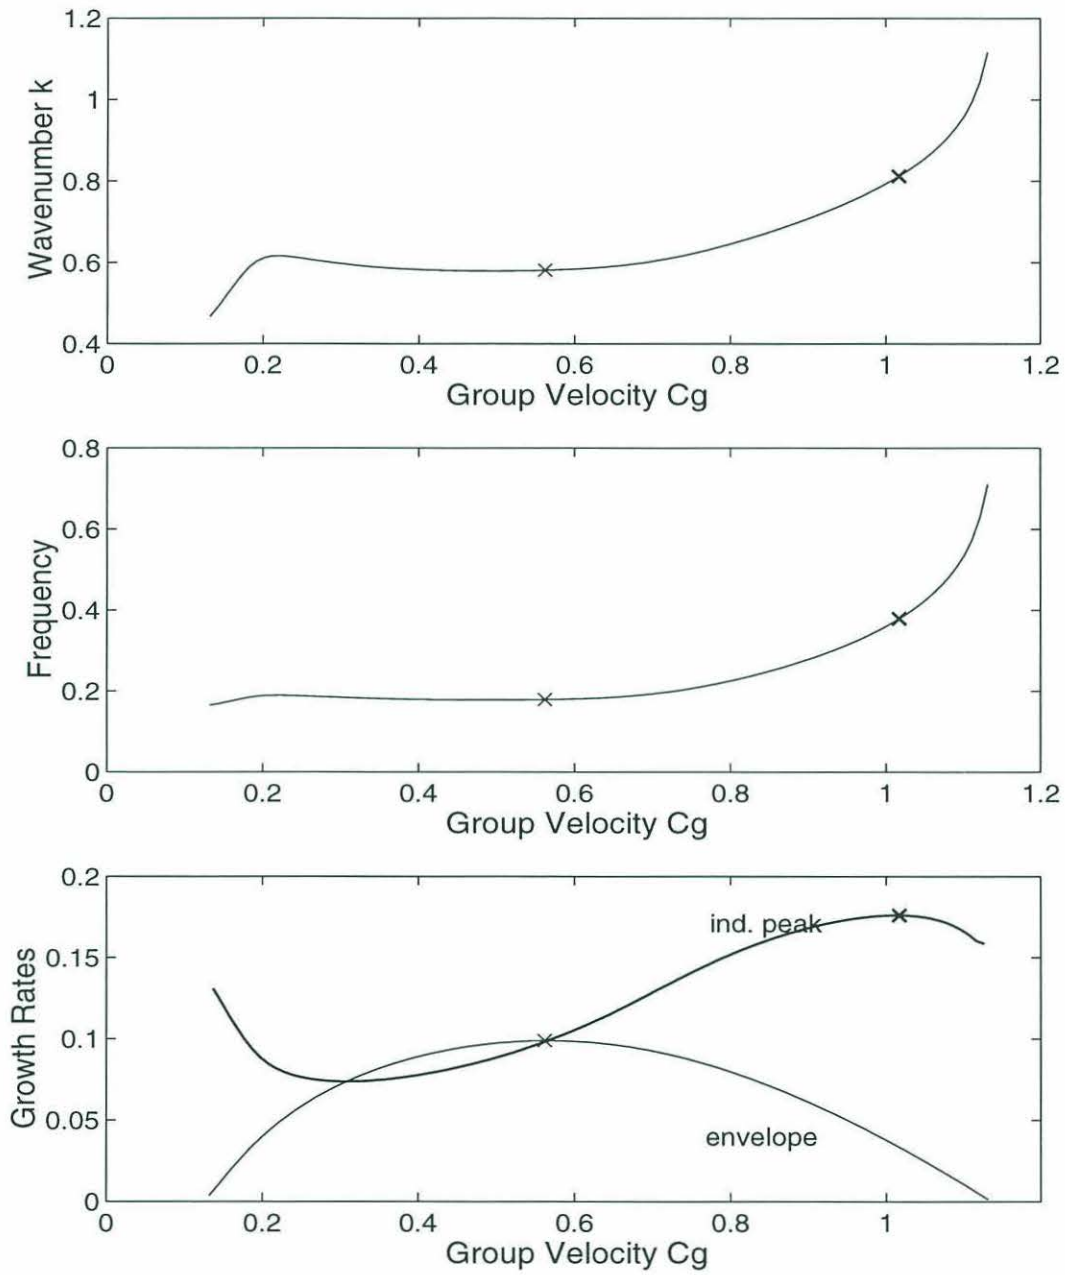 1.2
1
0.8
0.6
0.4
Wavenumber k
0 0.2 0.4 0.6 0.8 1 1.2
Group Velocity Cg
0.8
0.6
0.4
0.2
0
Frequency
0 0.2 0.4 0.6 0.8 1 1.2
Group Velocity Cg
0.2
0.15
0.1
0.05
0
Growth Rates
ind. peak
envelope
0 0.2 0.4 0.6 0.8 1
Group Velocity Cg